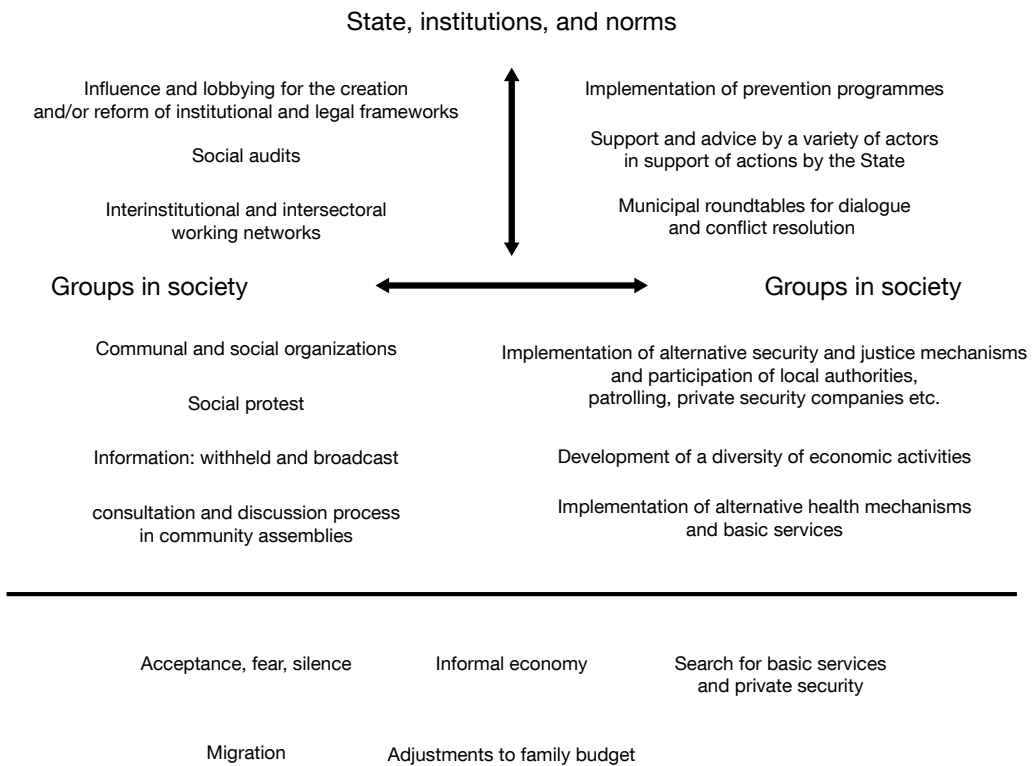 State, institutions, and norms
Influence and lobbying for the creation
and/or reform of institutional and legal frameworks
Social audits
Interinstitutional and intersectoral
working networks
Implementation of prevention programmes
Support and advice by a variety of actors
in support of actions by the State
Municipal roundtables for dialogue
and conflict resolution
Groups in society
Groups in society
Communal and social organizations
Social protest
Information: withheld and broadcast
consultation and discussion process
in community assemblies
Implementation of alternative security and justice mechanisms
and participation of local authorities,
patrolling, private security companies etc.
Development of a diversity of economic activities
Implementation of alternative health mechanisms
and basic services
Acceptance, fear, silence
Informal economy
Search for basic services
and private security
Migration
Adjustments to family budget